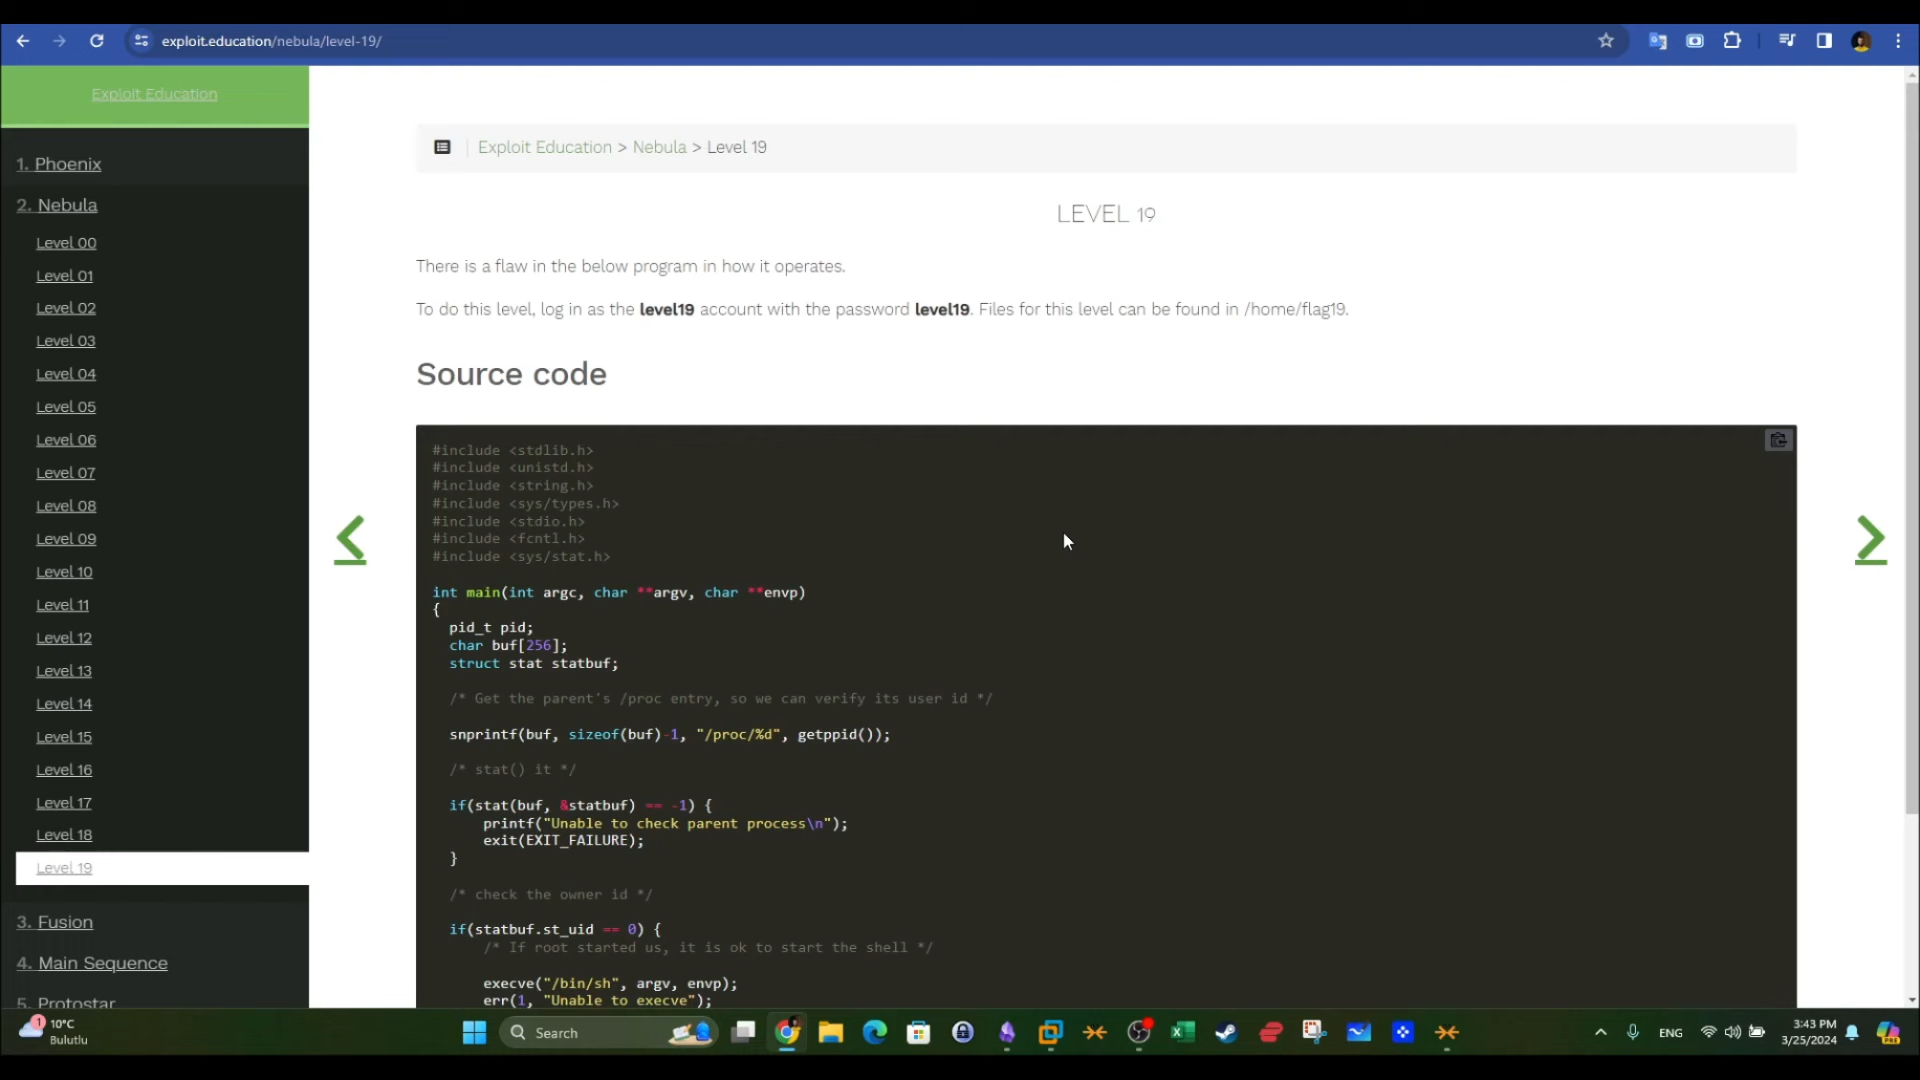 exploit.education/nebula/level-19/
Exploit Education
1. Phoenix
2. Nebula
Level 00
Level 01
Level 02
Level 03
Level 04
Level 05
Level 06
Level 07
Level 08
Level 09
Level 10
Level 11
Level 12
Level 13
Level 14
Level 15
Level 16
Level 17
Level 18
Level 19
3. Fusion
4. Main Sequence
5. Protostar
Exploit Education > Nebula > Level 19
LEVEL 19
There is a flaw in the below program in how it operates.
To do this level, log in as the level19 account with the password level19. Files for this level can be found in /home/flag19.
Source code
#include <stdlib.h>
#include <unistd.h>
#include <string.h>
#include <sys/types.h>
#include <stdio.h>
#include <fcntl.h>
#include <sys/stat.h>
int main(int argc, char **argv, char **envp)
{
pid_t pid;
char buf[256];
struct stat statbuf;
/* Get the parent's /proc entry, so we can verify its user id */
snprintf(buf, sizeof(buf)-1, "/proc/%d", getppid());
/* stat() it */
if(stat(buf, &statbuf) == -1) {
printf("Unable to check parent process\n");
exit(EXIT_FAILURE);
}
/* check the owner id */
if(statbuf.st_uid == 0) {
/* If root started us, it is ok to start the shell */
execve("/bin/sh", argv, envp);
err(1, "Unable to execve");
1
10°C
Bulutlu
Search
ENG
3:43 PM
3/25/2024
PRE